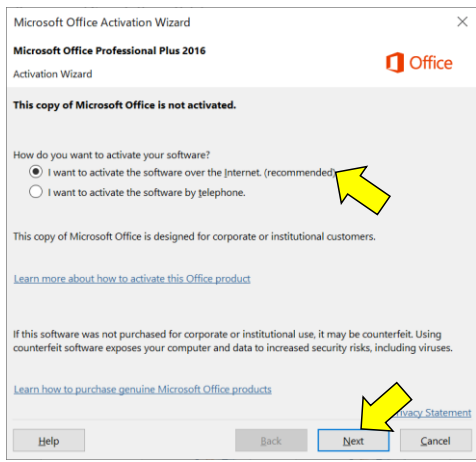 Microsoft Office Activation Wizard
Microsoft Office Professional Plus 2016
Office
Activation Wizard
This copy of Microsoft Office is not activated.
How do you want to activate your software?
I want to activate the software over the Internet. (recommended)
I want to activate the software by telephone.
This copy of Microsoft Office is designed for corporate or institutional customers.
Learn more about how to activate this Office product
If this software was not purchased for corporate or institutional use, it may be counterfeit. Using
counterfeit software exposes your computer and data to increased security risks, including viruses.
Learn how to purchase genuine Microsoft Office products
Privacy Statement
Help Back Next Cancel